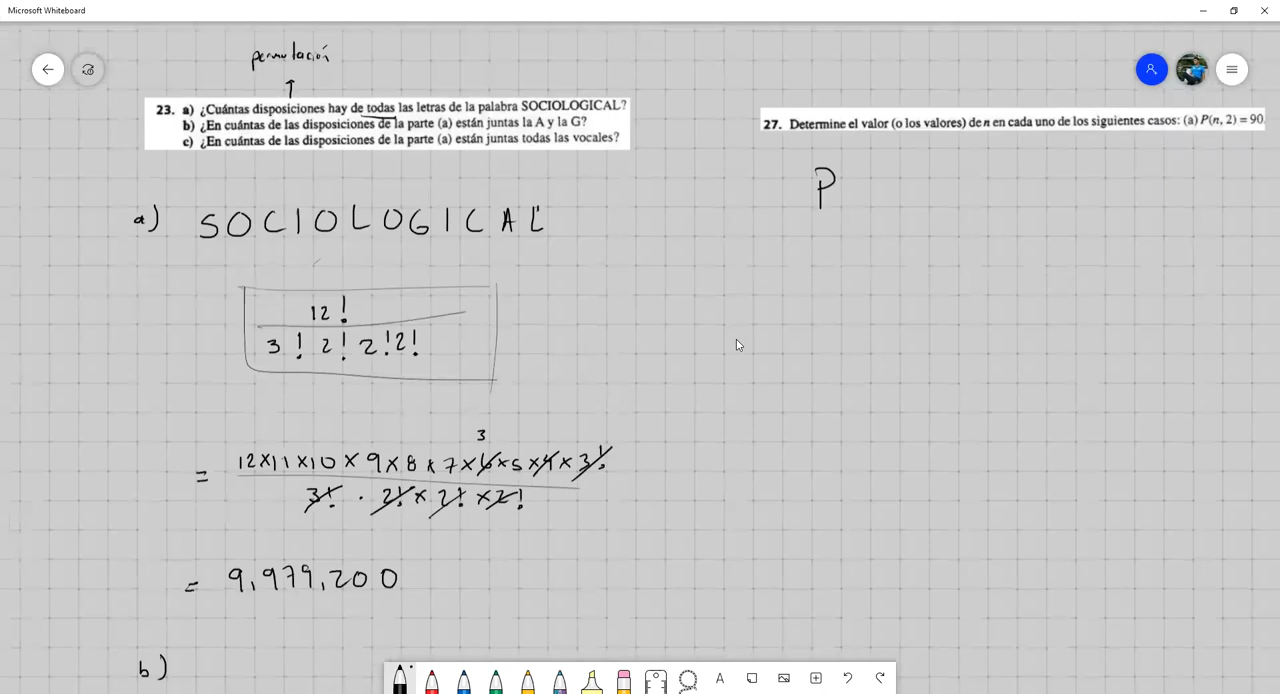 Microsoft Whiteboard
permutación
23. a) ¿Cuántas disposiciones hay de todas las letras de la palabra SOCIOLOGICAL?
b) ¿En cuántas de las disposiciones de la parte (a) están juntas la A y la G?
c) ¿En cuántas de las disposiciones de la parte (a) están juntas todas las vocales?
a) SOCIOLOGICAL
12!
3! 2! 2! 2!
3
= 12×11×10×9×8×7×6×5×4×3!
3! · 2! × 2! × 2!
= 9,979,200
b)
27. Determine el valor (o los valores) de n en cada uno de los siguientes casos: (a) P(n, 2) = 90.
P
A